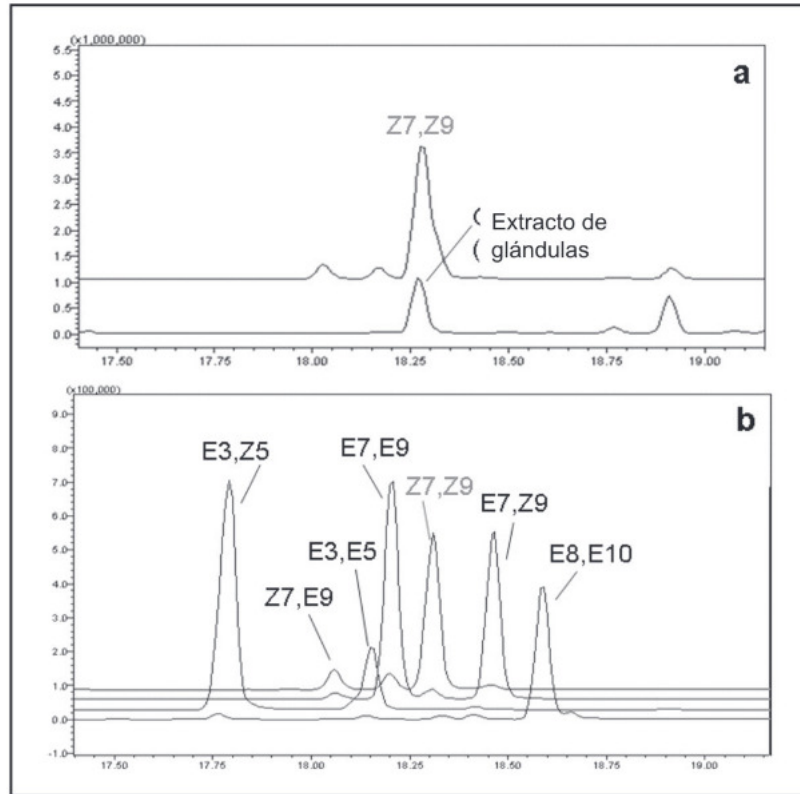 (x1,000,000)
a
5.5
5.0
4.5
4.0
3.5
3.0
2.5
2.0
1.5
1.0
0.5
0.0
Z7,Z9
( Extracto de
( glándulas
17.50 17.75 18.00 18.25 18.50 18.75 19.00
(x100,000)
b
9.0
8.0
7.0
6.0
5.0
4.0
3.0
2.0
1.0
0.0
-1.0
E3,Z5
E7,E9
Z7,Z9
E7,Z9
E3,E5
E8,E10
Z7,E9
17.50 17.75 18.00 18.25 18.50 18.75 19.00